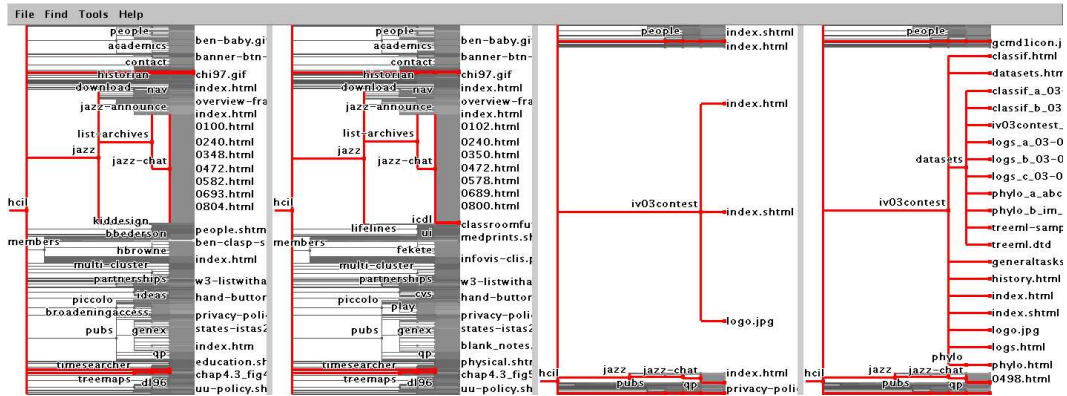 File Find Tools Help
people
academics
ben-baby.gi
banner-btn-
contact
historian
chi97.gif
download
nav
index.html
overview-fra
jazz-announce
index.html
0100.html
list-archives
0240.html
jazz
0348.html
jazz-chat
0472.html
0582.html
0693.html
hcil
0804.html
kiddesign
people.shtm
bbederson
members
ben-clasp-s
hbrowne
index.html
multi-cluster
partnerships
w3-listwitha
piccolo
ideas
hand-button
broadeningaccess
privacy-polic
pubs
genex
states-istas2
index.htm
qp
education.sh
timesearcher
chap4.3_fig4
treemaps
dl96
uu-policy.sh
people
academics
ben-baby.gi
banner-btn-
contact
historian
chi97.gif
download
nav
index.html
overview-fra
jazz-announce
index.html
0102.html
list-archives
0240.html
jazz
0350.html
jazz-chat
0472.html
0578.html
0689.html
hcil
0800.html
icdl
classroomfu
lifelines
ui
medprints.sh
members
fekete
infovis-clis.p
multi-cluster
partnerships
w3-listwitha
piccolo
cvs
hand-button
play
privacy-polic
pubs
genex
states-istas2
blank_notes.
qp
physical.shtr
timesearcher
chap4.3_fig5
treemaps
dl96
uu-policy.sh
people
index.shtml
index.html
index.html
iv03contest
index.shtml
logo.jpg
hcil
jazz
jazz-chat
index.html
pubs
qp
privacy-poli
people
gcmd1icon.j
classif.html
datasets.htm
classif_a_03-
classif_b_03
iv03contest_
logs_a_03-0
datasets
logs_b_03-0
logs_c_03-0
phylo_a_abc
iv03contest
phylo_b_im_
treeml-samp
treeml.dtd
generaltasks
history.html
index.html
index.shtml
logo.jpg
logs.html
phylo
phylo.html
hcil
jazz
jazz-chat
0498.html
pubs
qp